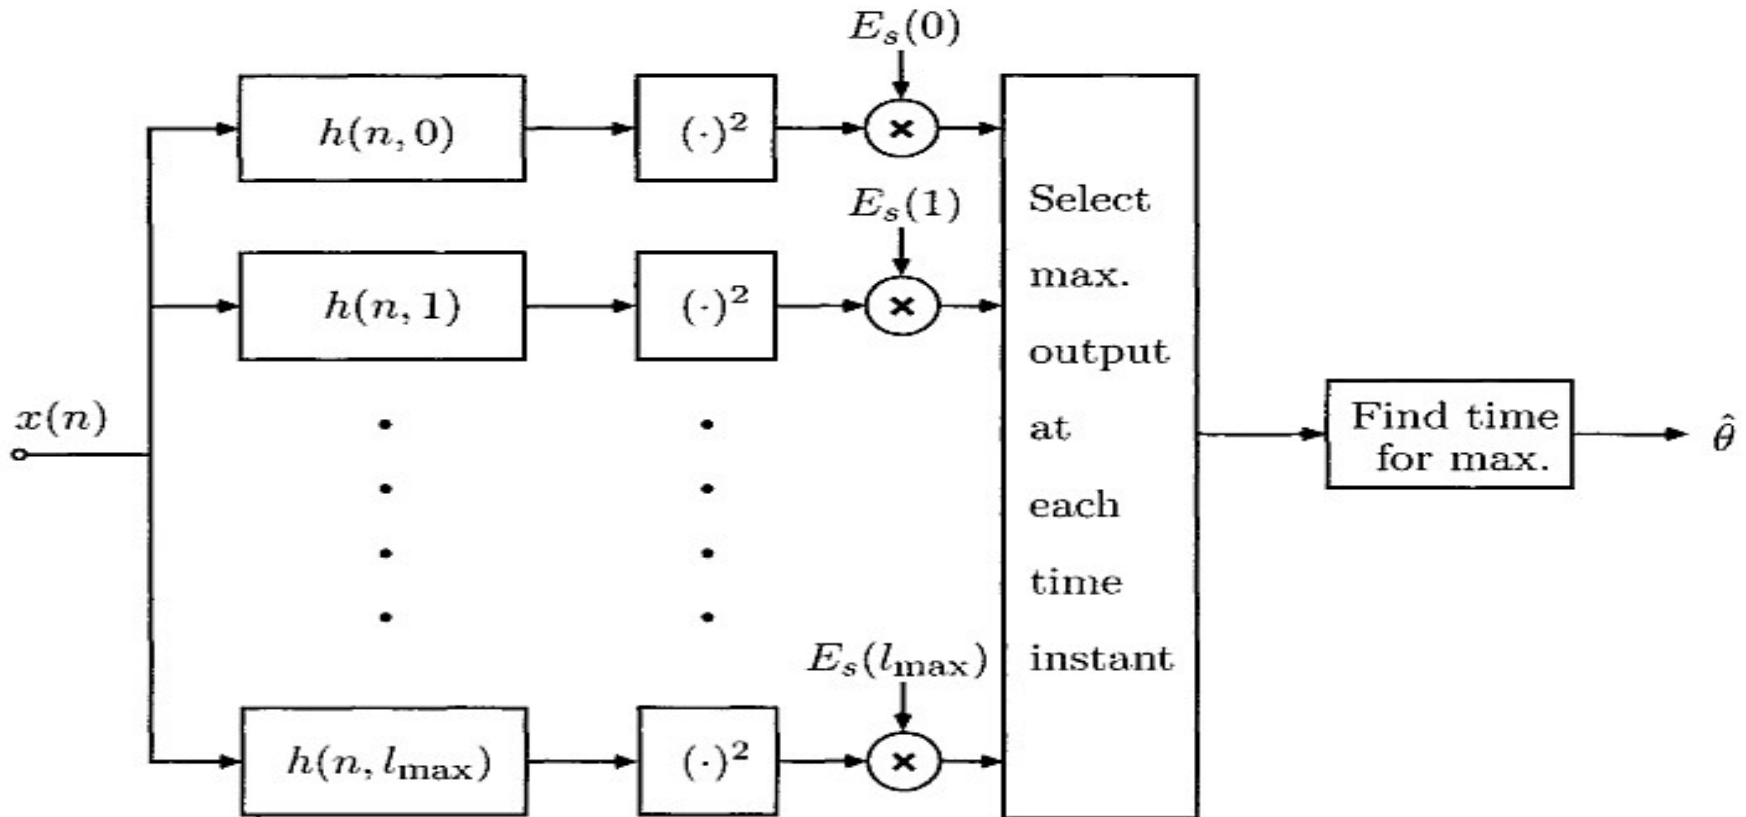 E_s(0)
h(n, 0)
(·)²
×
E_s(1)
h(n, 1)
(·)²
×
x(n)
E_s(l_max)
h(n, l_max)
(·)²
×
Select
max.
output
at
each
time
instant
Find time
for max.
θ̂